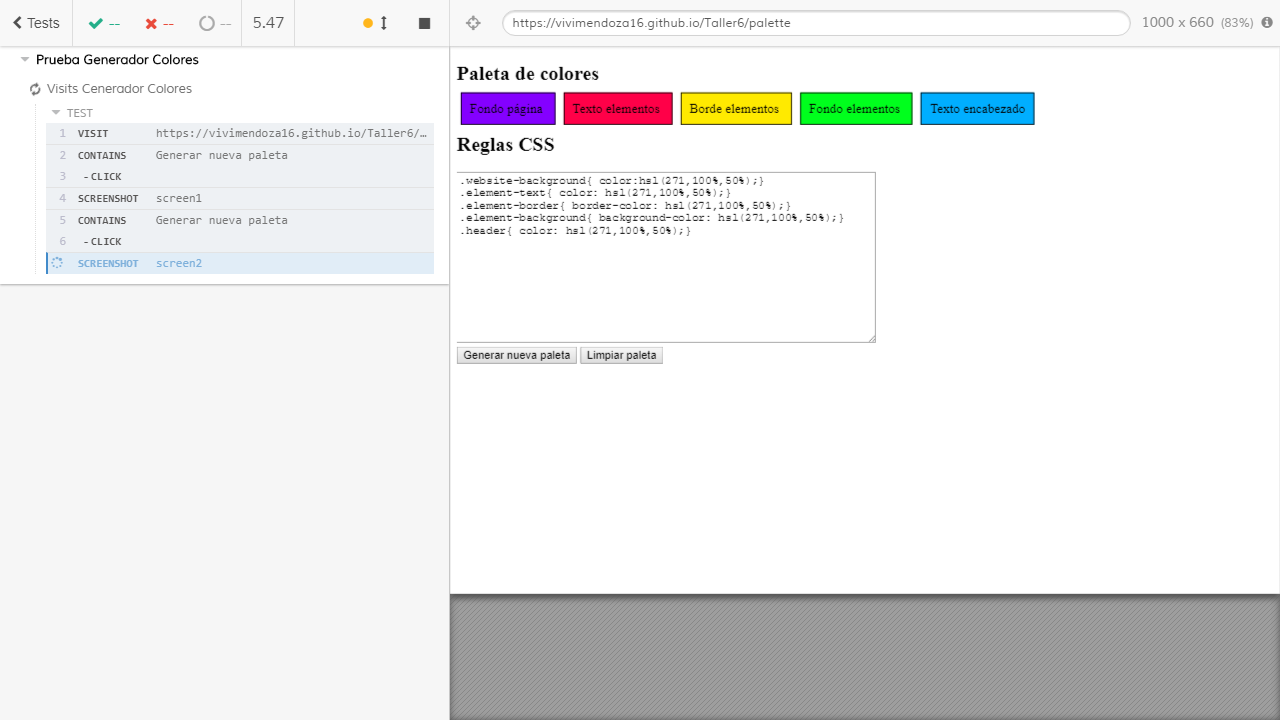 Tests -- -- -- 5.47 https://vivimendoza16.github.io/Taller6/palette 1000 x 660 (83%)
Prueba Generador Colores
Visits Cenerador Colores
TEST
1 VISIT https://vivimendoza16.github.io/Taller6/…
2 CONTAINS Generar nueva paleta
3 - CLICK
4 SCREENSHOT screen1
5 CONTAINS Generar nueva paleta
6 - CLICK
SCREENSHOT screen2
Paleta de colores
Fondo página Texto elementos Borde elementos Fondo elementos Texto encabezado
Reglas CSS
.website-background{ color:hsl(271,100%,50%);}
.element-text{ color: hsl(271,100%,50%);}
.element-border{ border-color: hsl(271,100%,50%);}
.element-background{ background-color: hsl(271,100%,50%);}
.header{ color: hsl(271,100%,50%);}
Generar nueva paleta Limpiar paleta